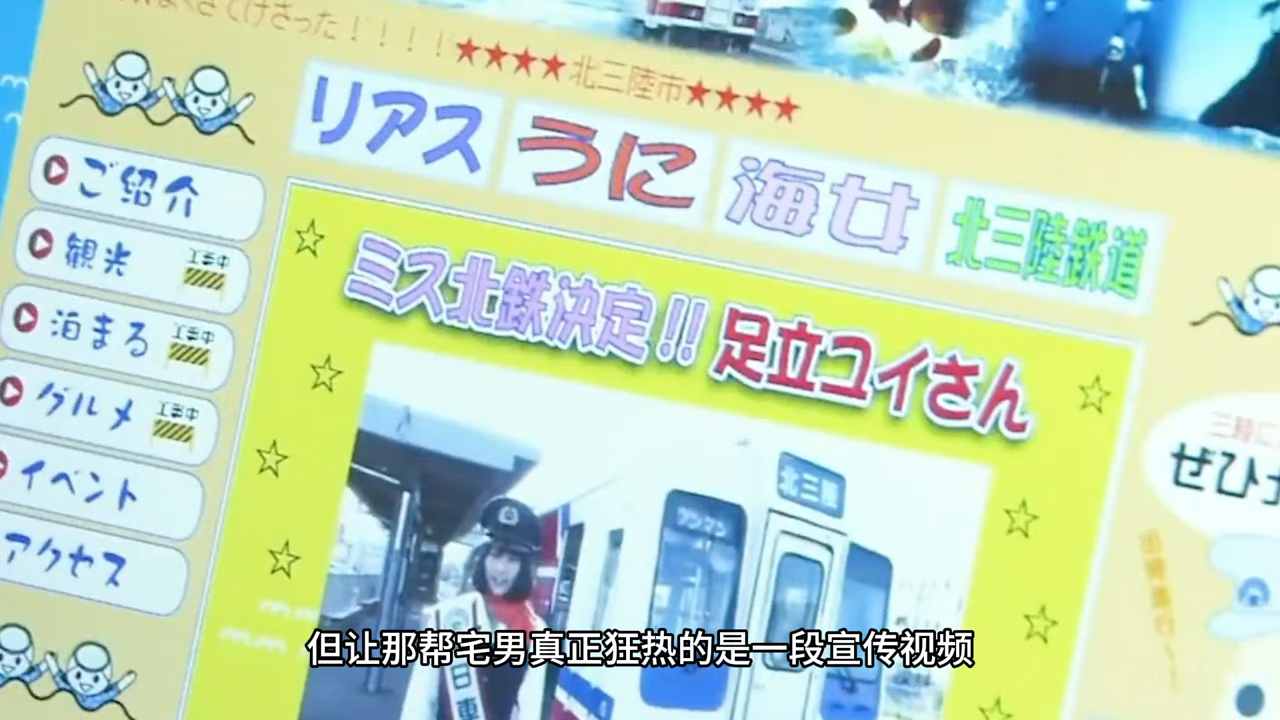 ★★★★北三陸市★★★★
リアス うに 海女 北三陸鉄道
ご紹介
観光 工事中
泊まる 工事中
グルメ 工事中
イベント
アクセス
ミス北鉄決定!! 足立ユイさん
北三陸
ワンマン
ぜひ
但让那帮宅男真正狂热的是一段宣传视频